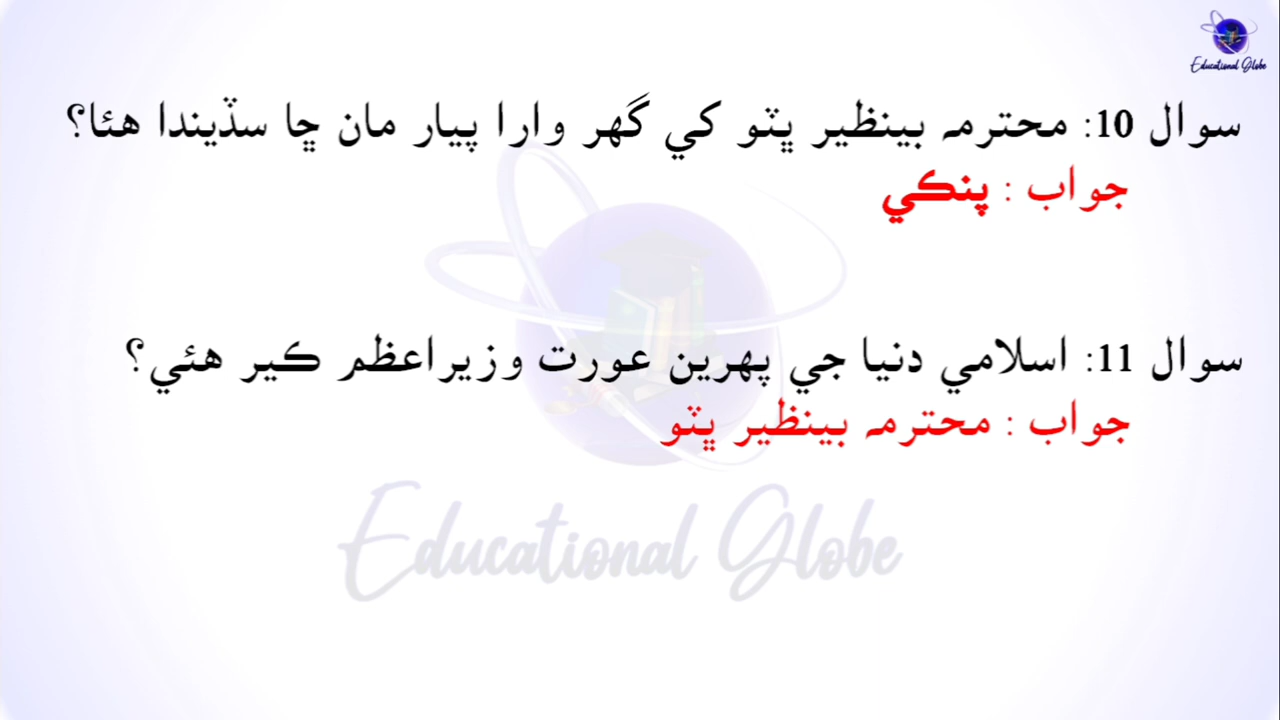 Educational Globe
سوال 10: محترمہ بينظير ڀٽو کي گھر وارا پيار مان ڇا سڏيندا هئا؟
جواب : پنڪي
سوال 11: اسلامي دنيا جي پهرين عورت وزيراعظم ڪير هئي؟
جواب : محترمہ بينظير ڀٽو
Educational Globe